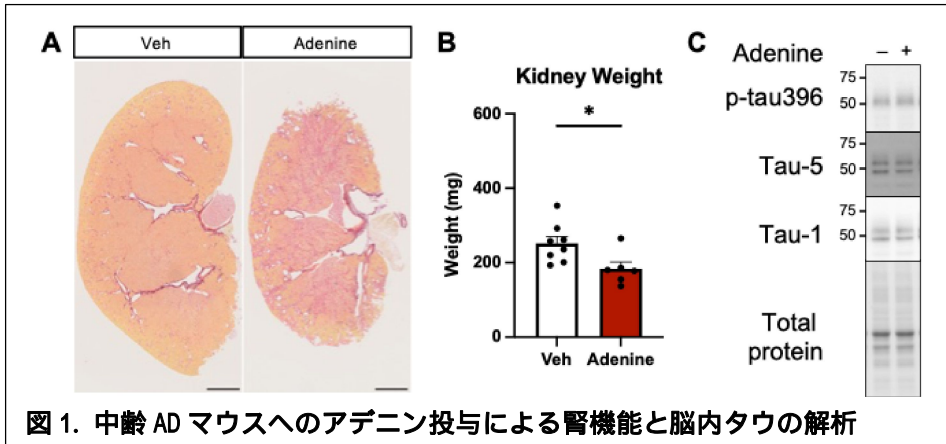 A
Veh
Adenine
B
Kidney Weight
*
600
400
200
0
Weight (mg)
Veh
Adenine
C
Adenine
– +
p-tau396
75
50
Tau-5
75
50
Tau-1
75
50
Total
protein
図 1. 中齢 AD マウスへのアデニン投与による腎機能と脳内タウの解析